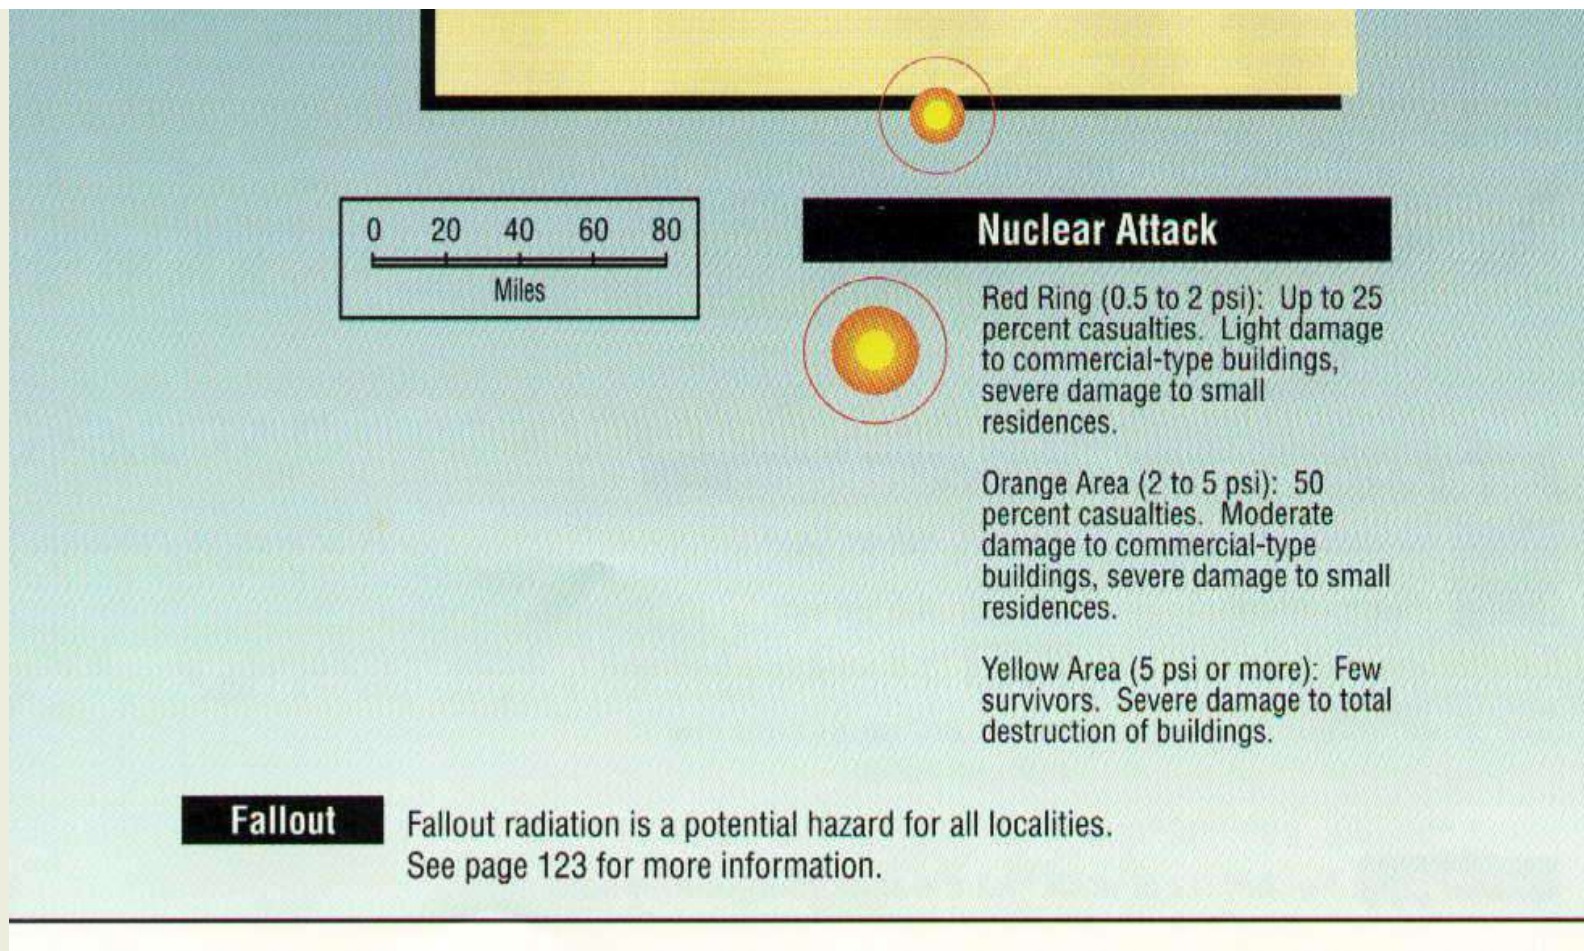 0 20 40 60 80
Miles
Nuclear Attack
Red Ring (0.5 to 2 psi): Up to 25
percent casualties. Light damage
to commercial-type buildings,
severe damage to small
residences.
Orange Area (2 to 5 psi): 50
percent casualties. Moderate
damage to commercial-type
buildings, severe damage to small
residences.
Yellow Area (5 psi or more): Few
survivors. Severe damage to total
destruction of buildings.
Fallout
Fallout radiation is a potential hazard for all localities.
See page 123 for more information.